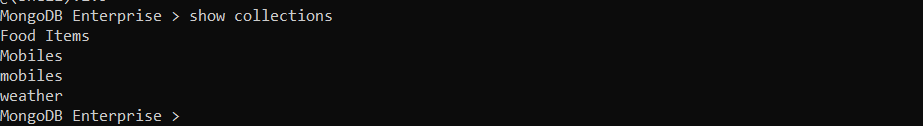 MongoDB Enterprise > show collections
Food Items
Mobiles
mobiles
weather
MongoDB Enterprise >